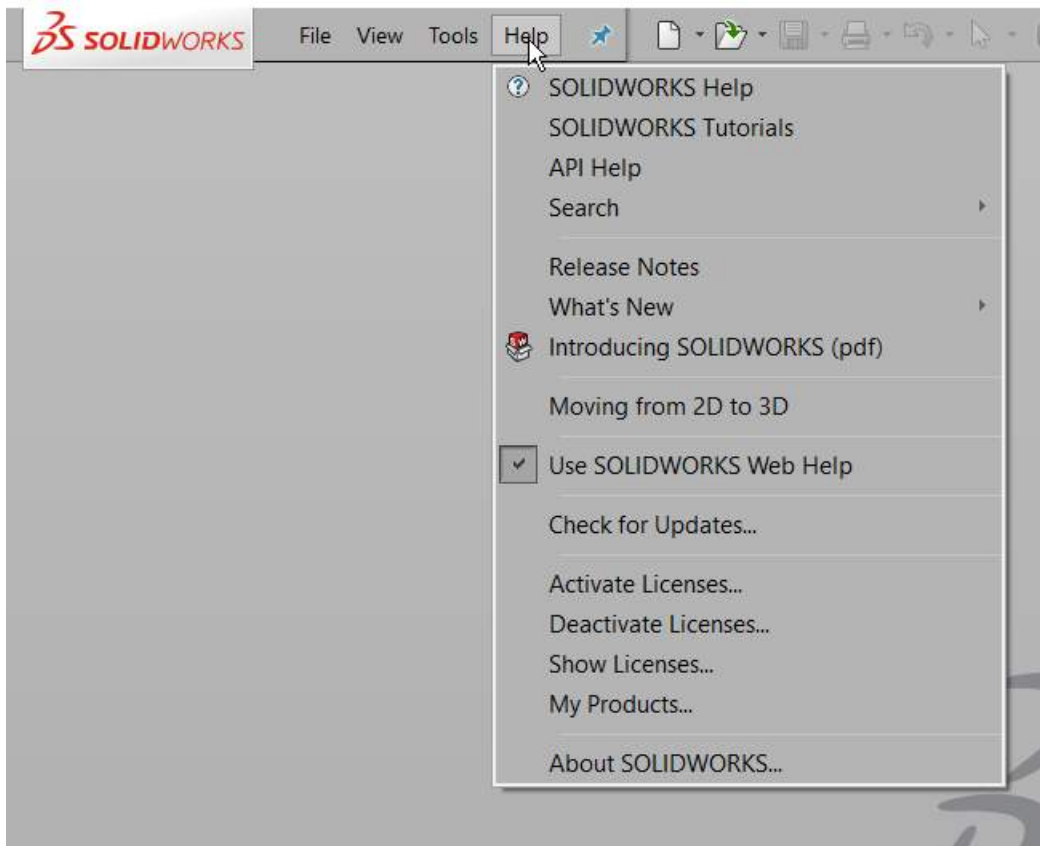 SOLIDWORKS File View Tools Help
SOLIDWORKS Help
SOLIDWORKS Tutorials
API Help
Search
Release Notes
What's New
Introducing SOLIDWORKS (pdf)
Moving from 2D to 3D
Use SOLIDWORKS Web Help
Check for Updates...
Activate Licenses...
Deactivate Licenses...
Show Licenses...
My Products...
About SOLIDWORKS...